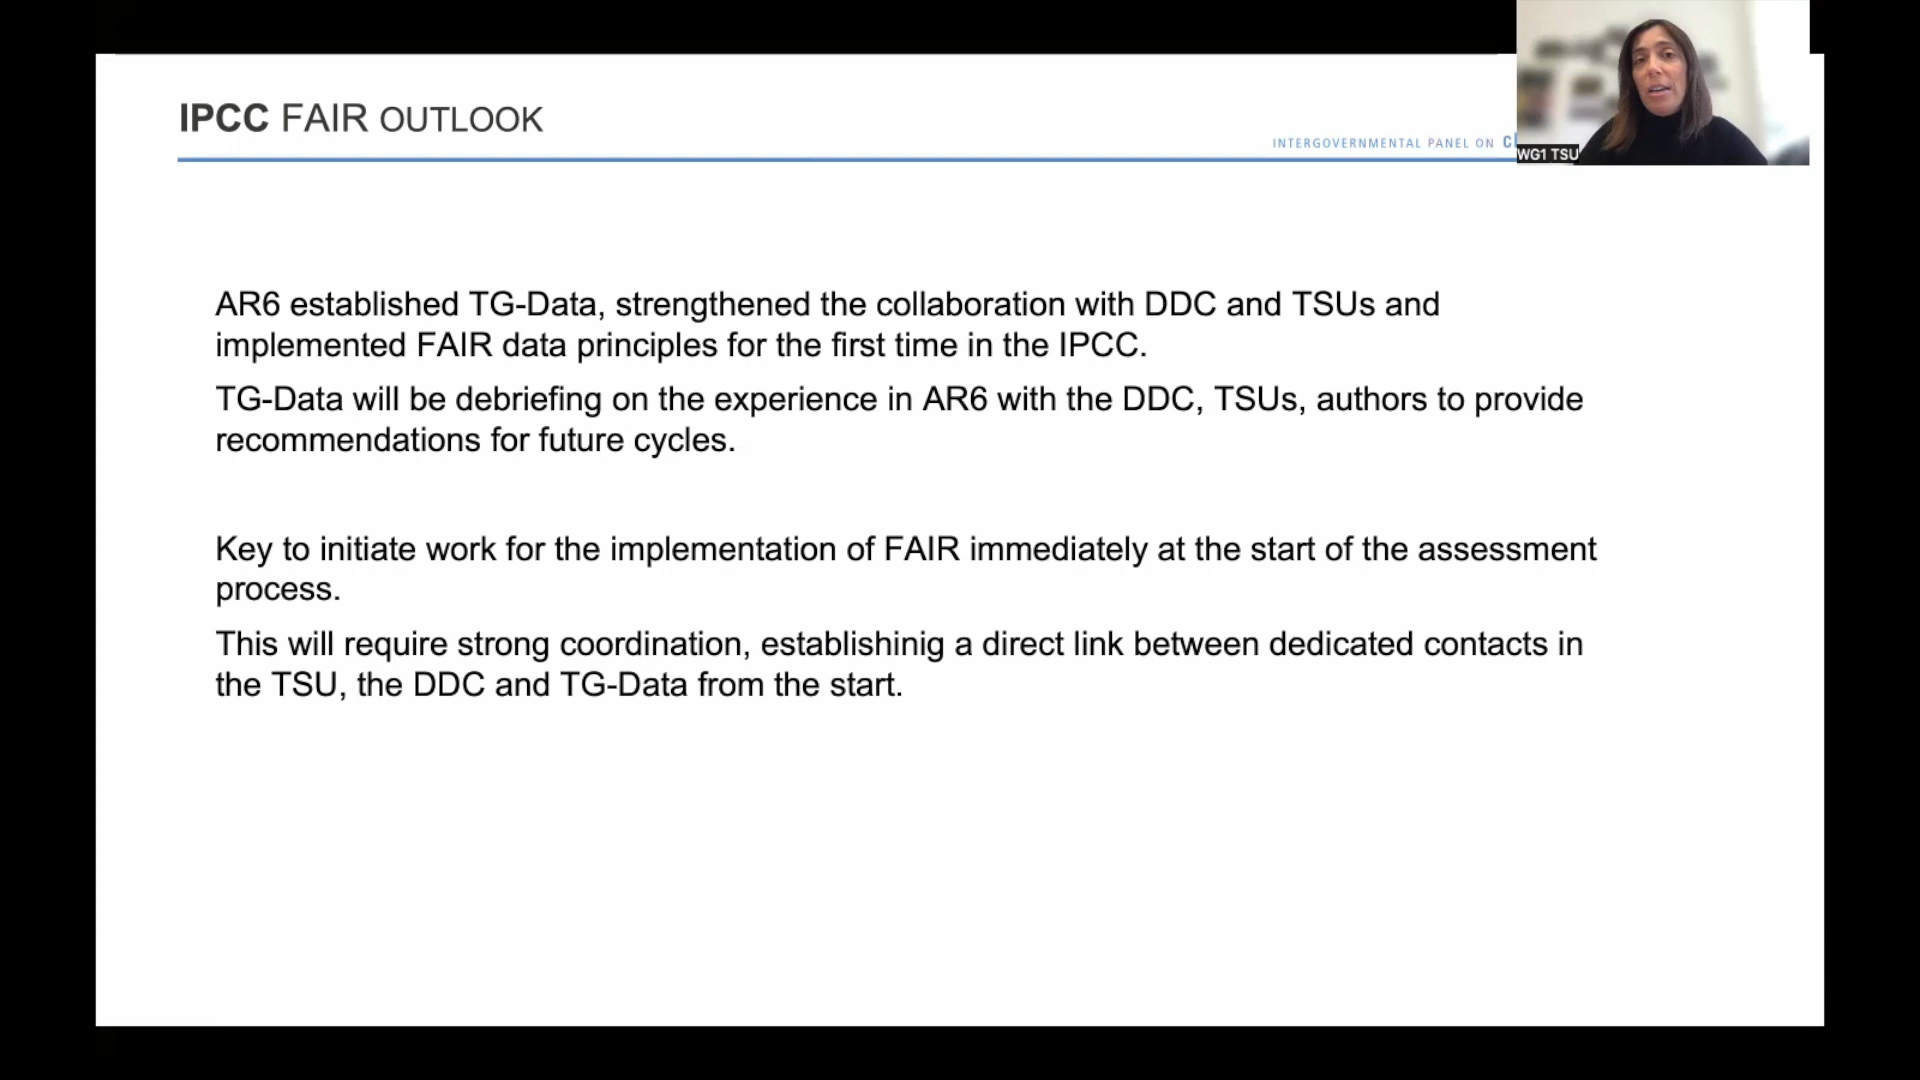 IPCC FAIR OUTLOOK
INTERGOVERNMENTAL PANEL ON
WG1 TSU
AR6 established TG-Data, strengthened the collaboration with DDC and TSUs and
implemented FAIR data principles for the first time in the IPCC.
TG-Data will be debriefing on the experience in AR6 with the DDC, TSUs, authors to provide
recommendations for future cycles.
Key to initiate work for the implementation of FAIR immediately at the start of the assessment
process.
This will require strong coordination, establishinig a direct link between dedicated contacts in
the TSU, the DDC and TG-Data from the start.